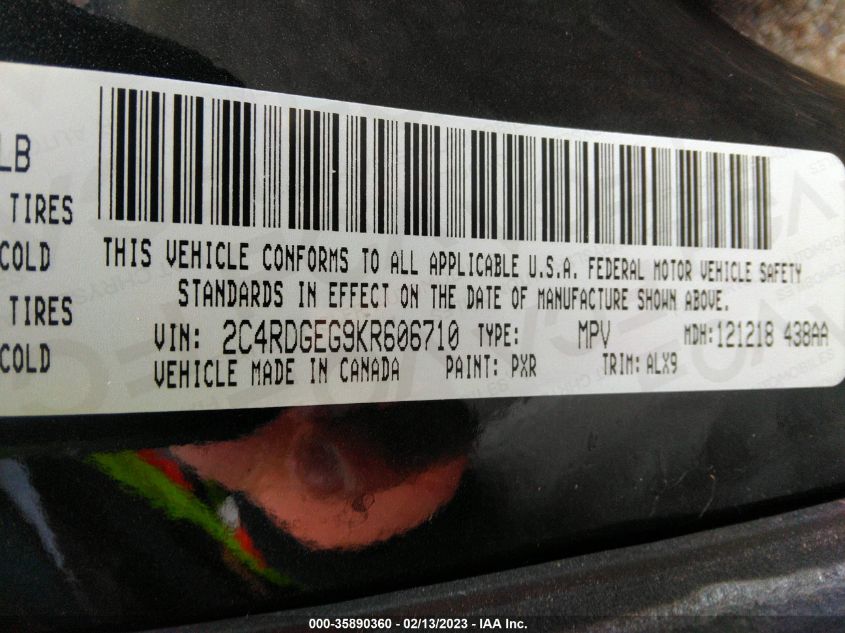 LB
TIRES
COLD
TIRES
COLD
THIS VEHICLE CONFORMS TO ALL APPLICABLE U.S.A. FEDERAL MOTOR VEHICLE SAFETY
STANDARDS IN EFFECT ON THE DATE OF MANUFACTURE SHOWN ABOVE.
VIN: 2C4RDGEG9KR606710 TYPE: MPV MDH:121218 438AA
VEHICLE MADE IN CANADA PAINT: PXR TRIM: ALX9
000-35890360 - 02/13/2023 - IAA Inc.